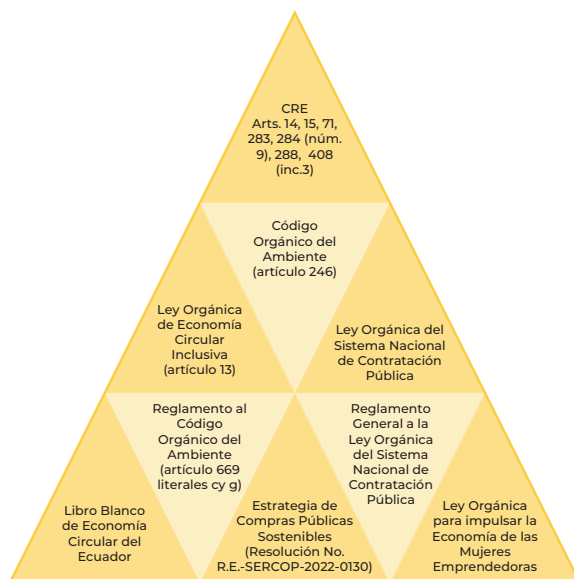 CRE
Arts. 14, 15, 71,
283, 284 (núm.
9), 288, 408
(inc.3)
Código
Orgánico del
Ambiente
(artículo 246)
Ley Orgánica
de Economía
Circular
Inclusiva
(artículo 13)
Ley Orgánica del
Sistema Nacional
de Contratación
Pública
Reglamento al
Código
Orgánico del
Ambiente
(artículo 669
literales cy g)
Reglamento
General a la
Ley Orgánica
del Sistema
Nacional de
Contratación
Pública
Libro Blanco
de Economía
Circular del
Ecuador
Estrategia de
Compras Públicas
Sostenibles
(Resolución No.
R.E.-SERCOP-2022-0130)
Ley Orgánica
para impulsar la
Economía de las
Mujeres
Emprendedoras